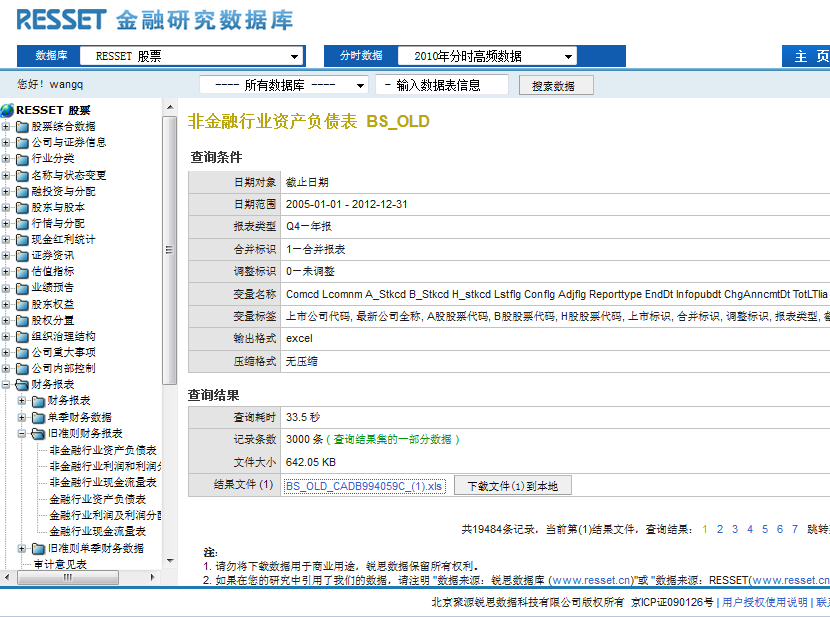 RESSET 金融研究数据库
数据库 RESSET 股票 分时数据 2010年分时高频数据 主 页
您好！wangq ---- 所有数据库 ---- - 输入数据表信息 搜索数据
RESSET 股票
股票综合数据
公司与证券信息
行业分类
名称与状态变更
融投资与分配
股东与股本
行情与分配
现金红利统计
证券资讯
估值指标
业绩预告
股东权益
股权分置
组织治理结构
公司重大事项
公司内部控制
财务报表
财务报表
单季财务数据
旧准则财务报表
非金融行业资产负债表
非金融行业利润和利润分
非金融行业现金流量表
金融行业资产负债表
金融行业利润及利润分配
金融行业现金流量表
旧准则单季财务数据
审计意见表
非金融行业资产负债表 BS_OLD
查询条件
日期对象 截止日期
日期范围 2005-01-01 - 2012-12-31
报表类型 Q4－年报
合并标识 1－合并报表
调整标识 0－未调整
变量名称 Comcd Lcomnm A_Stkcd B_Stkcd H_stkcd Lstflg Conflg Adjflg Reporttype EndDt Infopubdt ChgAnncmtDt TotLTlia
变量标签 上市公司代码, 最新公司全称, A股股票代码, B股股票代码, H股股票代码, 上市标识, 合并标识, 调整标识, 报表类型,
输出格式 excel
压缩格式 无压缩
查询结果
查询耗时 33.5 秒
记录条数 3000 条 ( 查询结果集的一部分数据 )
文件大小 642.05 KB
结果文件 (1) BS_OLD_CADB994059C_(1).xls 下载文件(1)到本地
共19484条记录，当前第(1)结果文件，查询结果： 1 2 3 4 5 6 7 跳转
注：
1. 请勿将下载数据用于商业用途，锐思数据保留所有权利。
2. 如果在您的研究中引用了我们的数据，请注明 "数据来源：锐思数据库 (www.resset.cn)"或 "数据来源：RESSET(www.resset.cn
北京聚源锐思数据科技有限公司版权所有 京ICP证090126号 | 用户授权使用说明 | 联